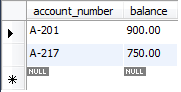 account_number balance
A-201 900.00
A-217 750.00
NULL NULL